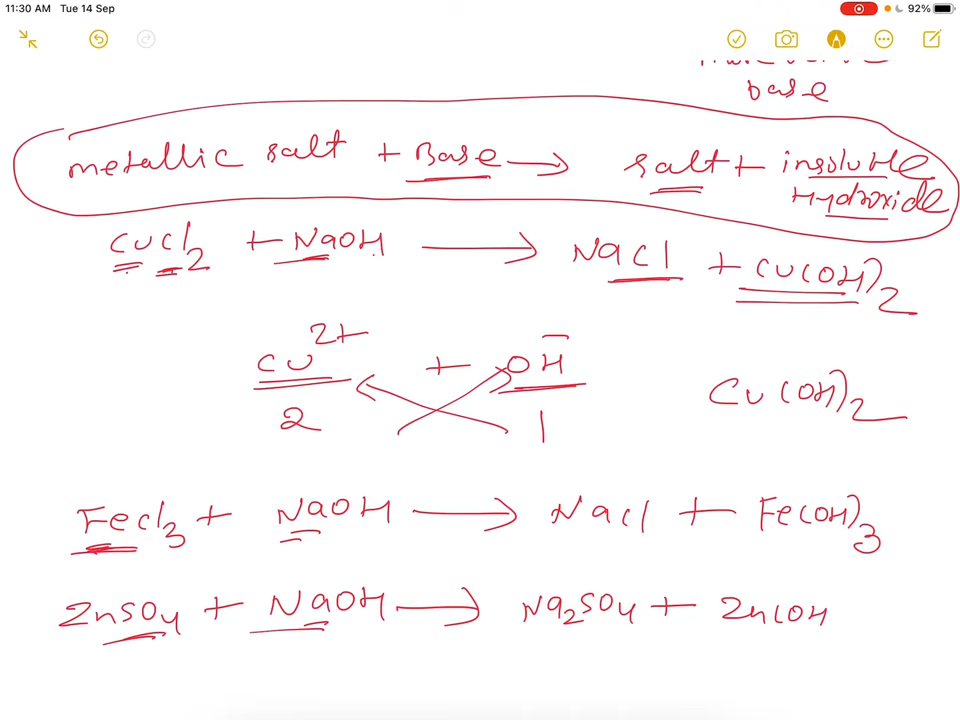 11:30 AM Tue 14 Sep
92%
base
metallic salt + Base → salt + insoluble
Hydroxide
CuCl2 + NaOH → NaCl + Cu(OH)2
Cu2+ + OH-
2 1
Cu(OH)2
FeCl3 + NaOH → NaCl + Fe(OH)3
ZnSO4 + NaOH → Na2SO4 + Zn(OH